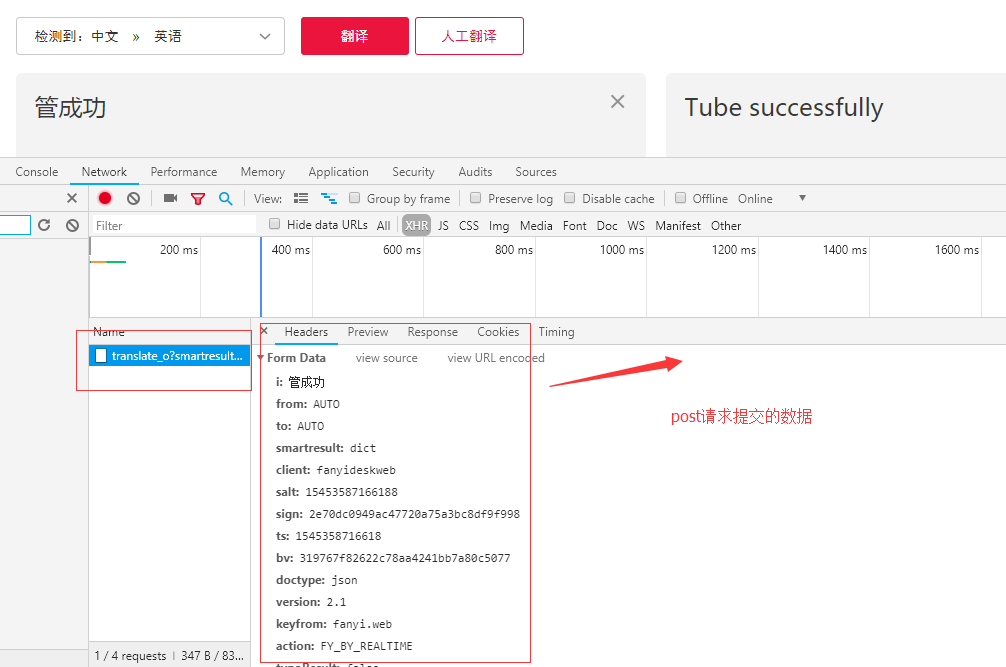 检测到：中文 » 英语
翻译
人工翻译
管成功
Tube successfully
Console Network Performance Memory Application Security Audits Sources
View: Group by frame Preserve log Disable cache Offline Online
Filter Hide data URLs All XHR JS CSS Img Media Font Doc WS Manifest Other
200 ms 400 ms 600 ms 800 ms 1000 ms 1200 ms 1400 ms 1600 ms
Name
Headers Preview Response Cookies Timing
translate_o?smartresult...
Form Data view source view URL encoded
i: 管成功
from: AUTO
to: AUTO
smartresult: dict
client: fanyideskweb
salt: 15453587166188
sign: 2e70dc0949ac47720a75a3bc8df9f998
ts: 1545358716618
bv: 319767f82622c78aa4241bb7a80c5077
doctype: json
version: 2.1
keyfrom: fanyi.web
action: FY_BY_REALTIME
typoResult: false
post请求提交的数据
1 / 4 requests | 347 B / 83...